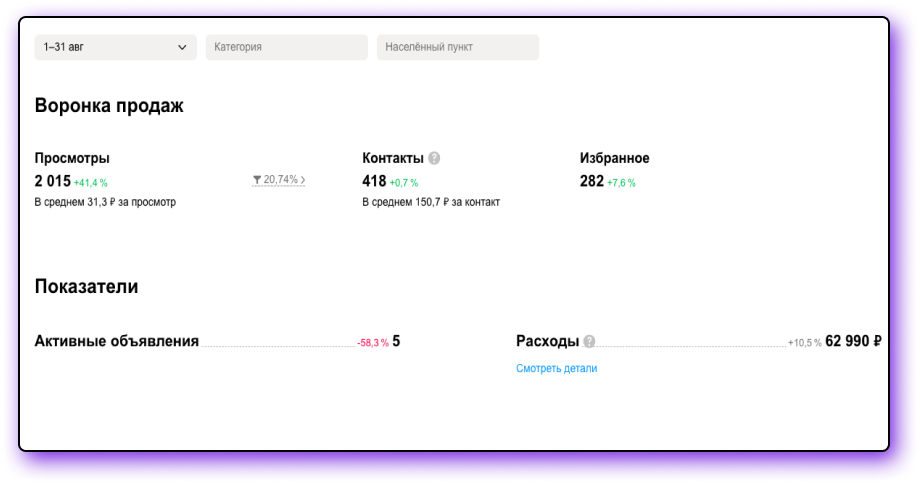 1–31 авг
Категория
Населённый пункт
Воронка продаж
Просмотры
2 015 +41,4 %
В среднем 31,3 ₽ за просмотр
20,74%
Контакты ?
418 +0,7 %
В среднем 150,7 ₽ за контакт
Избранное
282 +7,6 %
Показатели
Активные объявления -58,3 % 5
Расходы ? +10,5 % 62 990 ₽
Смотреть детали